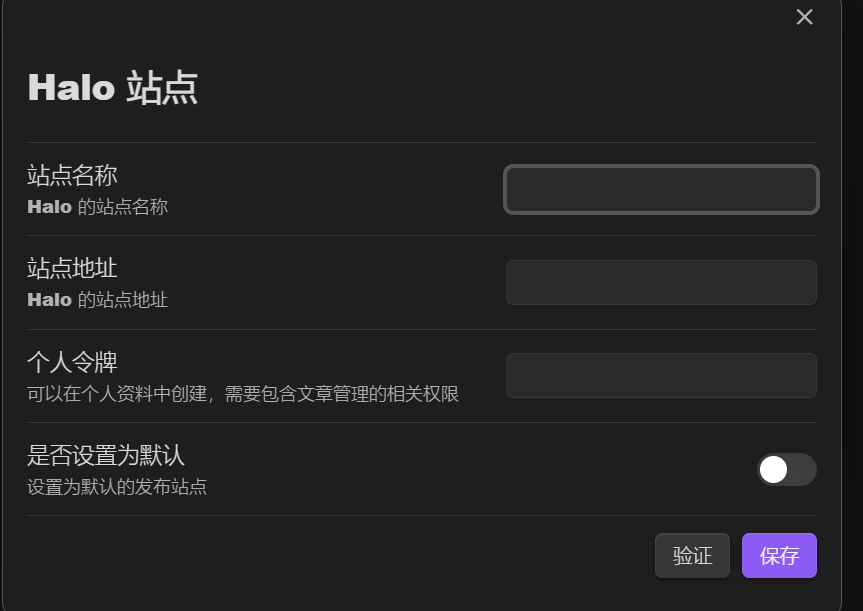 Halo 站点
站点名称
Halo 的站点名称
站点地址
Halo 的站点地址
个人令牌
可以在个人资料中创建，需要包含文章管理的相关权限
是否设置为默认
设置为默认的发布站点
验证
保存